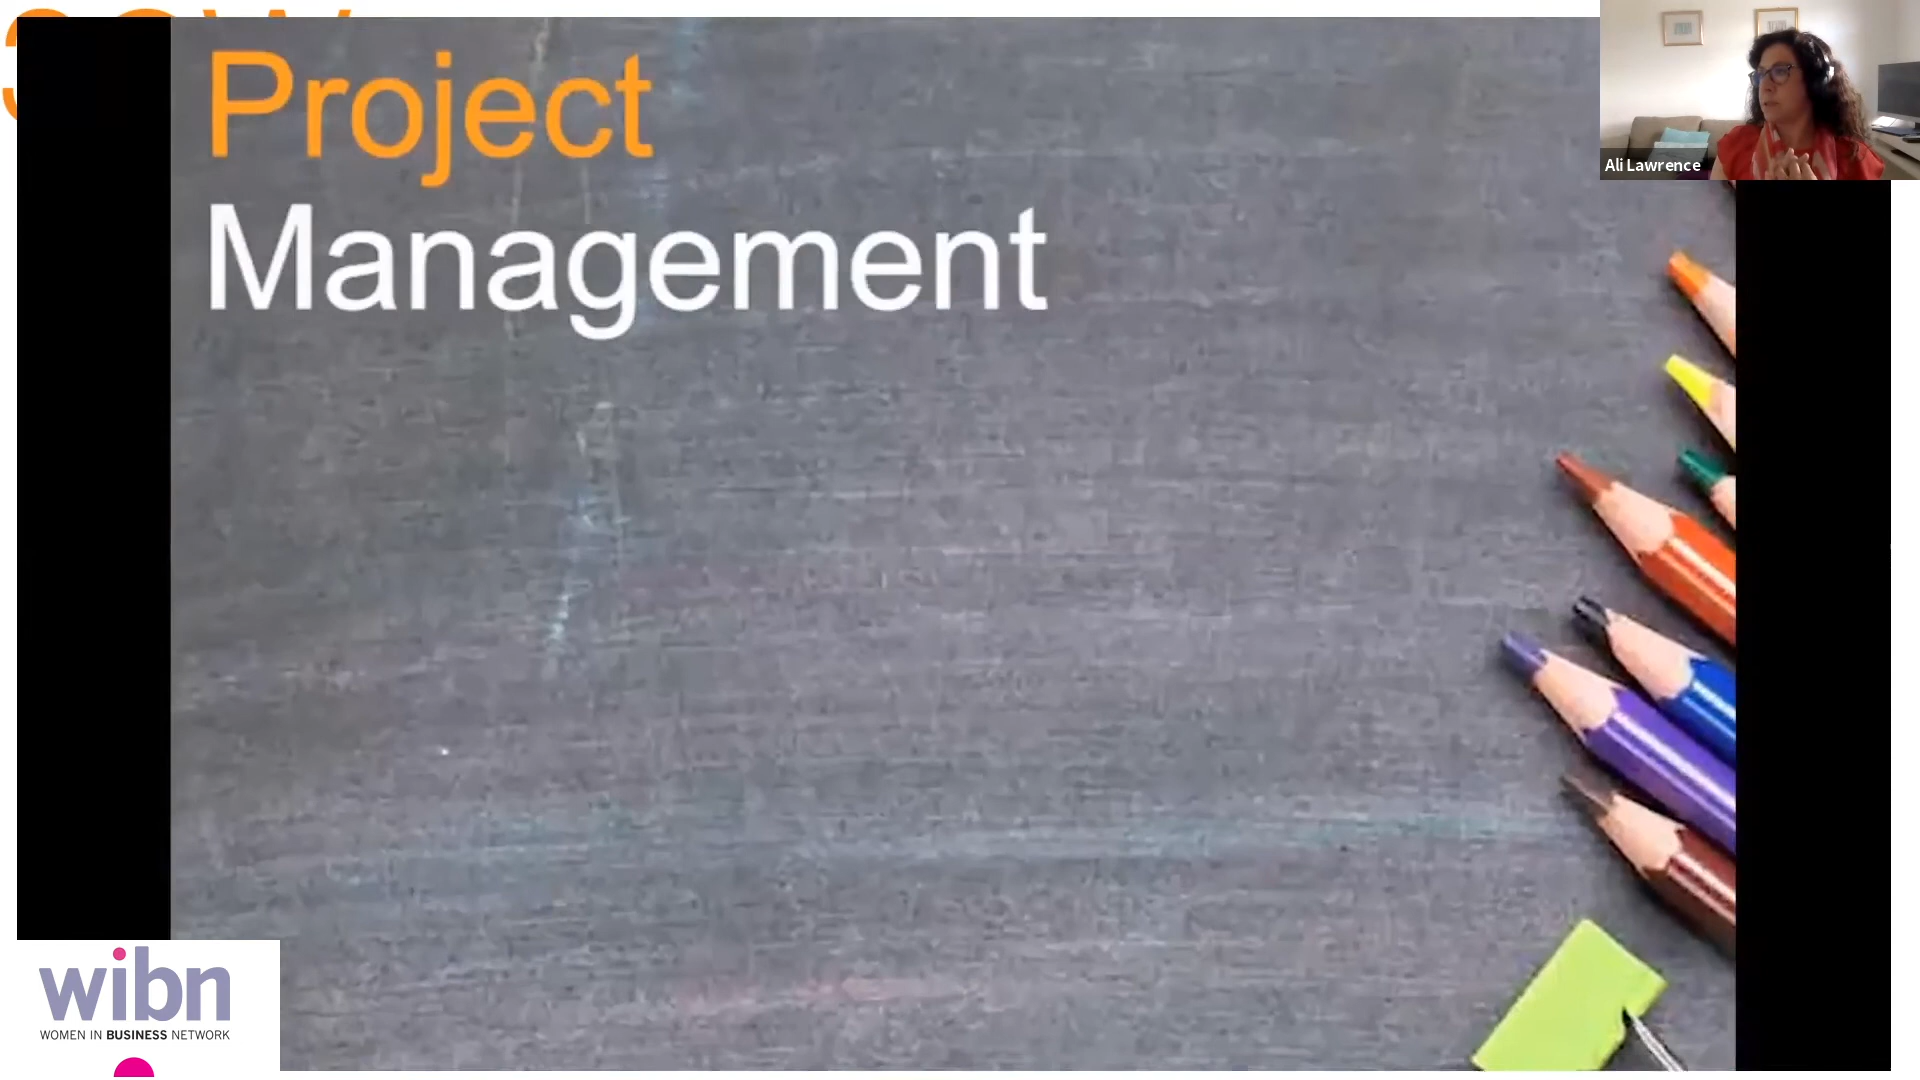 Project
Management
Ali Lawrence
wibn
WOMEN IN BUSINESS NETWORK